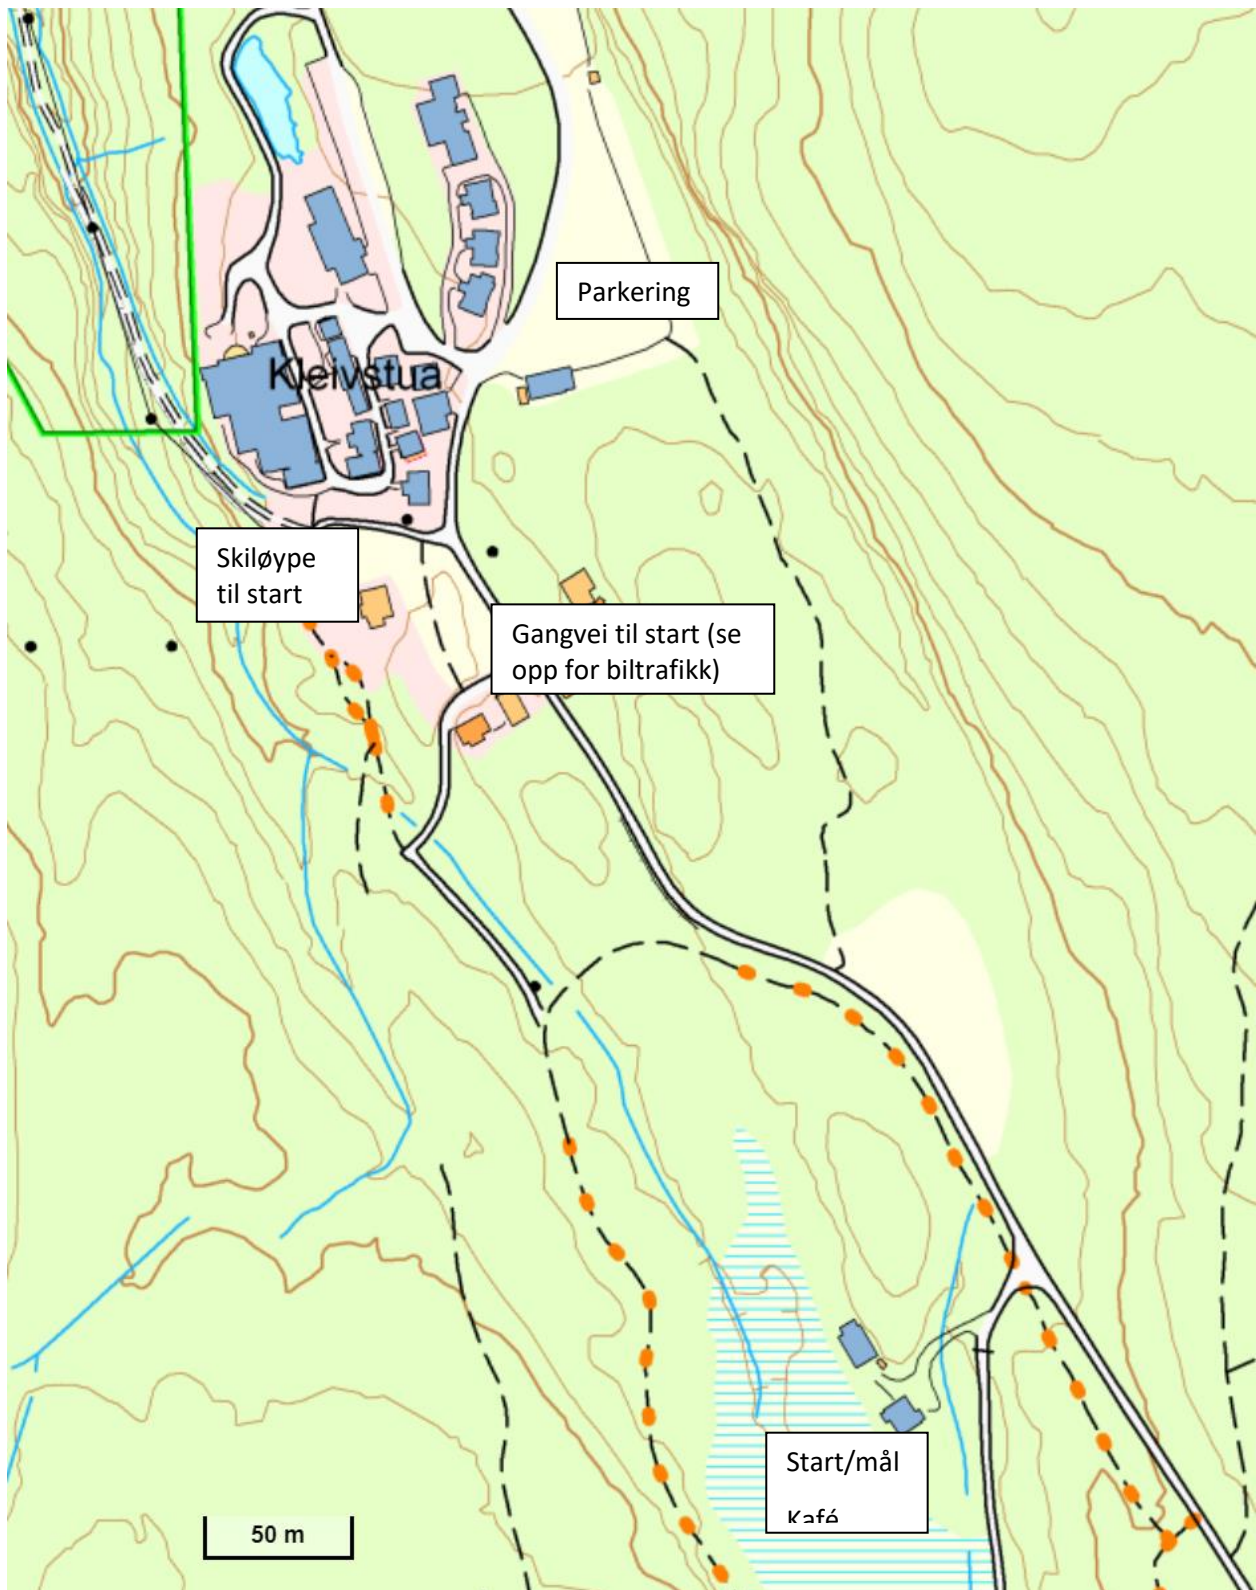 Parkering
Kleivstua
Skiløype
til start
Gangvei til start (se
opp for biltrafikk)
Start/mål
Kafé
50 m